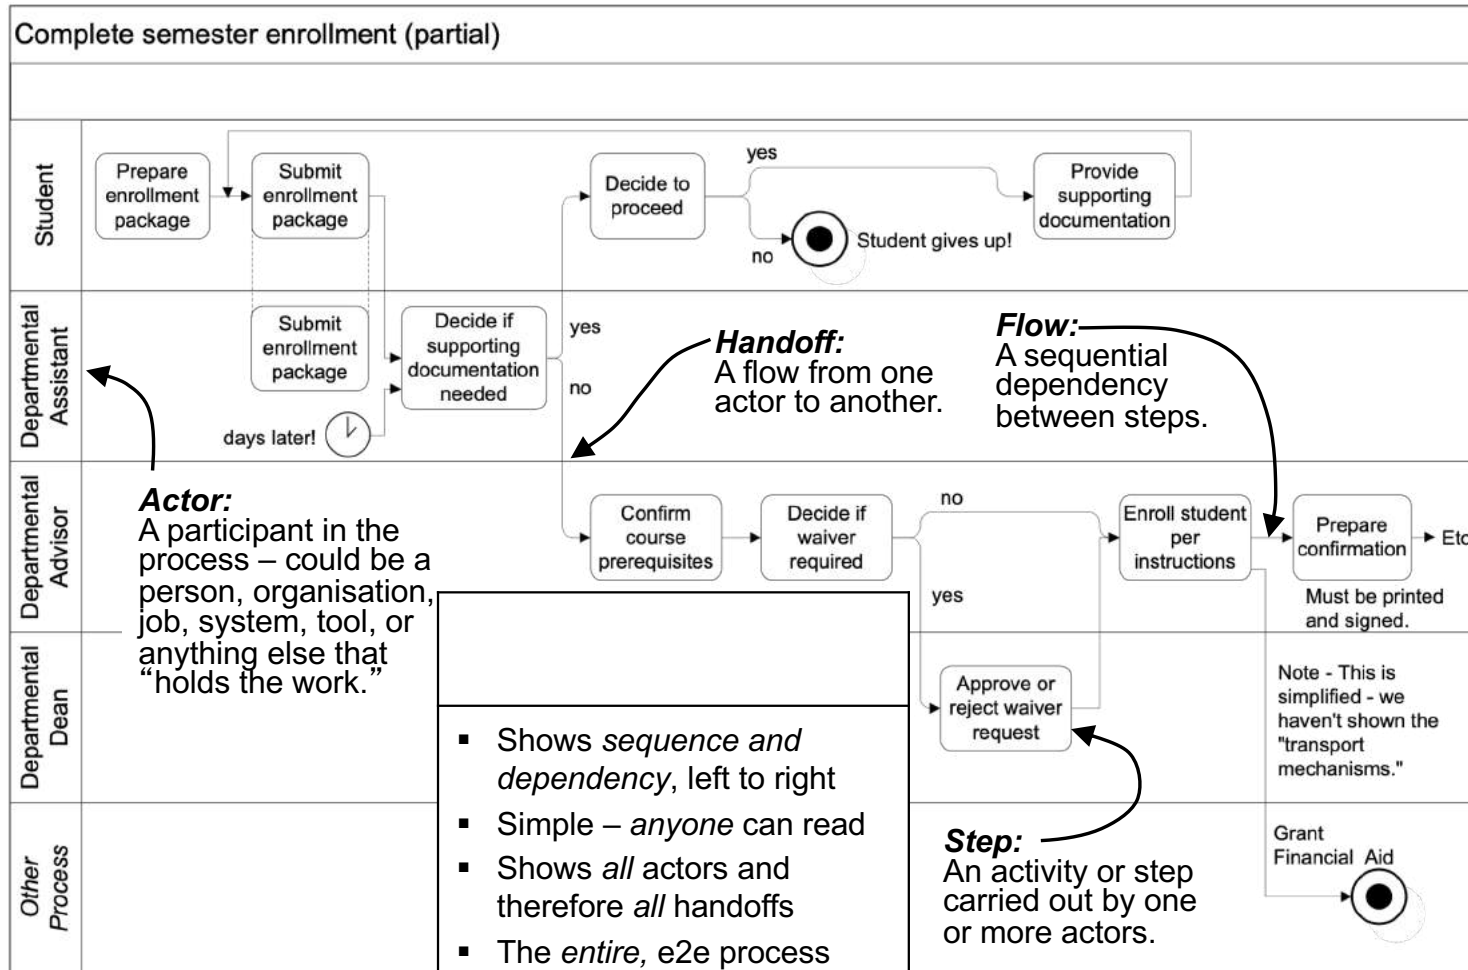 Complete semester enrollment (partial)
Student
Prepare
enrollment
package
Submit
enrollment
package
Decide to
proceed
yes
no
Student gives up!
Provide
supporting
documentation
Departmental
Assistant
Submit
enrollment
package
days later!
Decide if
supporting
documentation
needed
yes
no
Handoff:
A flow from one
actor to another.
Flow:
A sequential
dependency
between steps.
Departmental
Advisor
Actor:
A participant in the
process – could be a
person, organisation,
job, system, tool, or
anything else that
“holds the work.”
Confirm
course
prerequisites
Decide if
waiver
required
no
yes
Enroll student
per
instructions
Prepare
confirmation
Etc
Must be printed
and signed.
Departmental
Dean
Approve or
reject waiver
request
Note - This is
simplified - we
haven't shown the
"transport
mechanisms."
▪ Shows sequence and
dependency, left to right
▪ Simple – anyone can read
▪ Shows all actors and
therefore all handoffs
▪ The entire, e2e process
Step:
An activity or step
carried out by one
or more actors.
Other
Process
Grant
Financial Aid